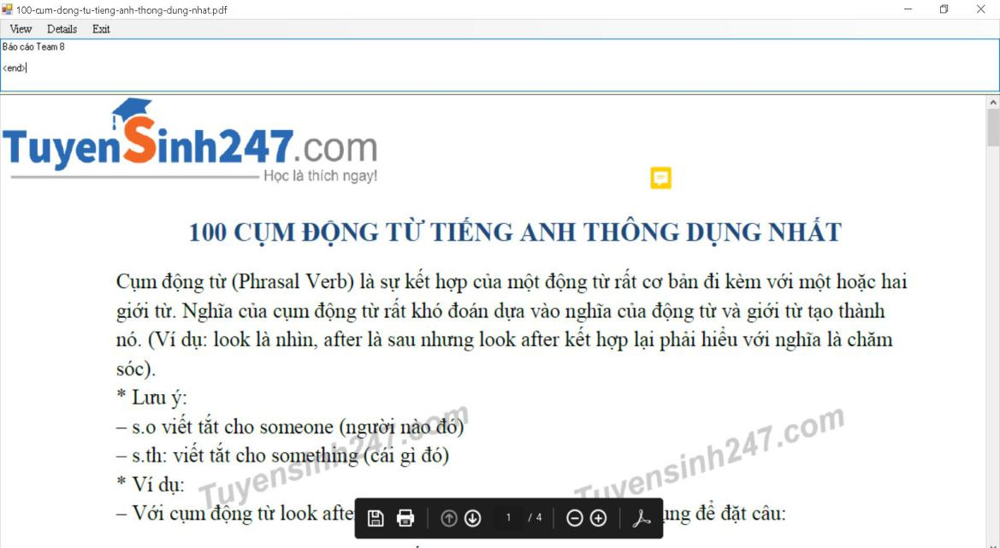 100-cum-dong-tu-tieng-anh-thong-dung-nhat.pdf
View Details Exit
Báo cáo Team 8
<end>
TuyenSinh247.com
Học là thích ngay!
100 CỤM ĐỘNG TỪ TIẾNG ANH THÔNG DỤNG NHẤT
Cụm động từ (Phrasal Verb) là sự kết hợp của một động từ rất cơ bản đi kèm với một hoặc hai
giới từ. Nghĩa của cụm động từ rất khó đoán dựa vào nghĩa của động từ và giới từ tạo thành
nó. (Ví dụ: look là nhìn, after là sau nhưng look after kết hợp lại phải hiểu với nghĩa là chăm
sóc).
* Lưu ý:
– s.o viết tắt cho someone (người nào đó)
– s.th: viết tắt cho something (cái gì đó)
Tuyensinh247.com
Tuyensinh247.com
* Ví dụ:
– Với cụm động từ look after để đặt câu:
1 / 4